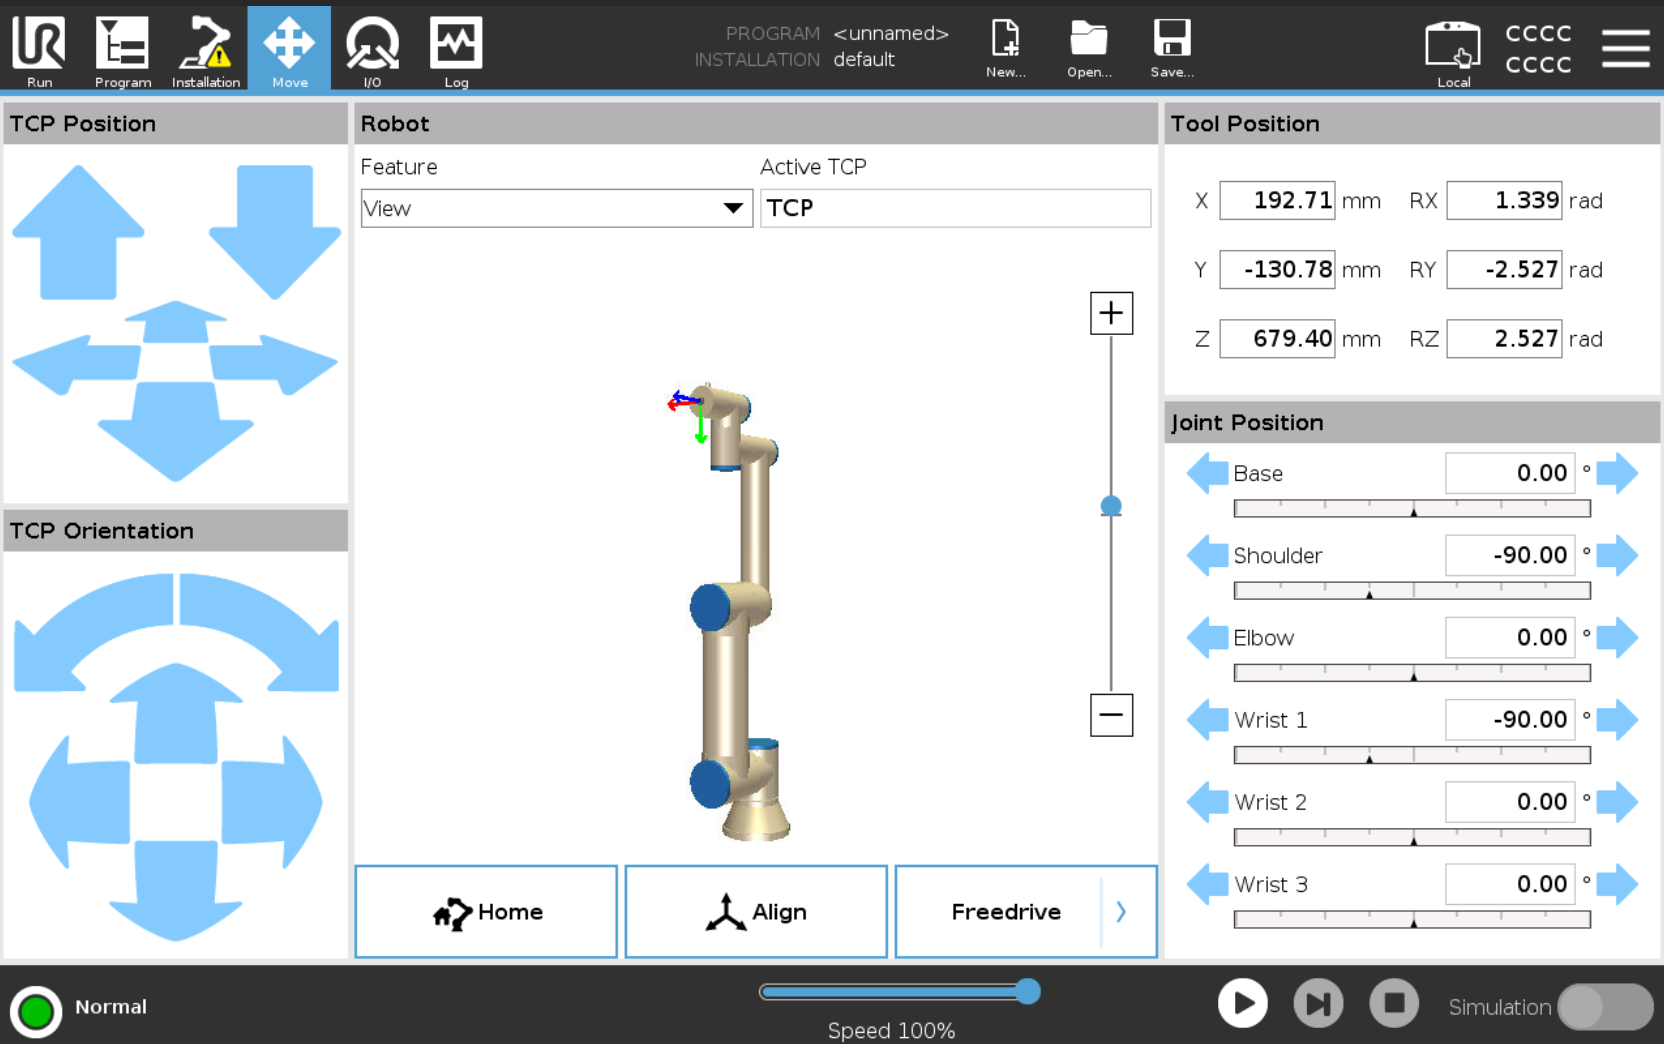 Run
Program
Installation
Move
I/O
Log
PROGRAM <unnamed>
INSTALLATION default
New...
Open...
Save...
Local
CCCC
CCCC
TCP Position
Robot
Feature
Active TCP
View
TCP
Tool Position
X 192.71 mm RX 1.339 rad
Y -130.78 mm RY -2.527 rad
Z 679.40 mm RZ 2.527 rad
Joint Position
Base 0.00 °
Shoulder -90.00 °
Elbow 0.00 °
Wrist 1 -90.00 °
Wrist 2 0.00 °
Wrist 3 0.00 °
TCP Orientation
Home
Align
Freedrive
Normal
Speed 100%
Simulation